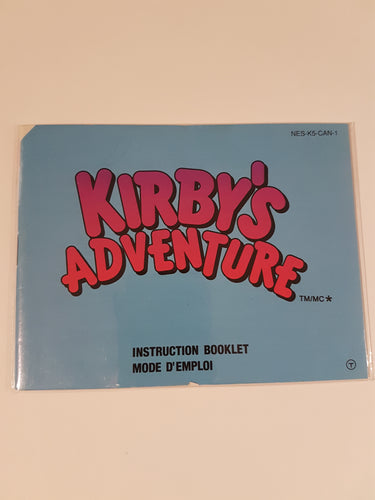 NES-K5-CAN-1
KIRBY'S
ADVENTURE
TM/MC★
INSTRUCTION BOOKLET
MODE D'EMPLOI
T